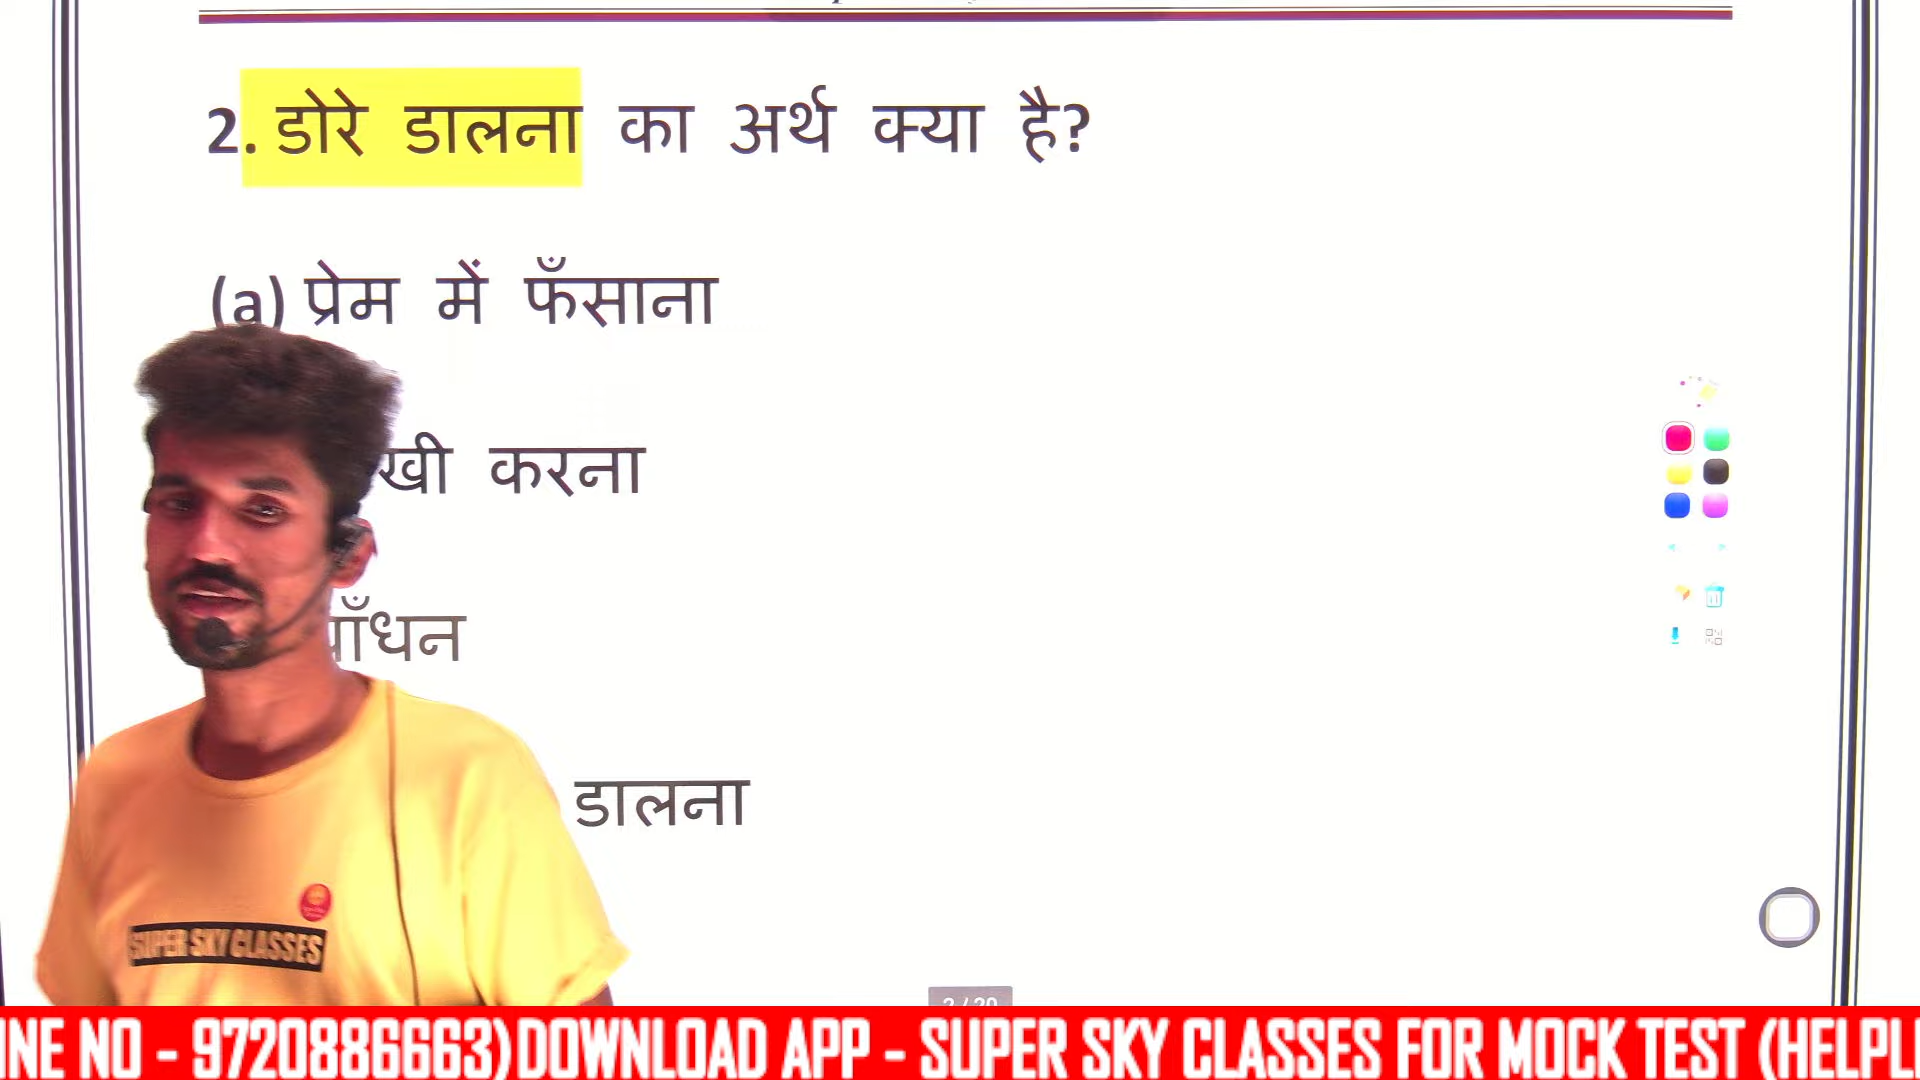 2. डोरे डालना का अर्थ क्या है?
(a) प्रेम में फँसाना
करना
डालना
SUPER SKY CLASSES
INE NO - 9720886663) DOWNLOAD APP - SUPER SKY CLASSES FOR MOCK TEST (HELPLI